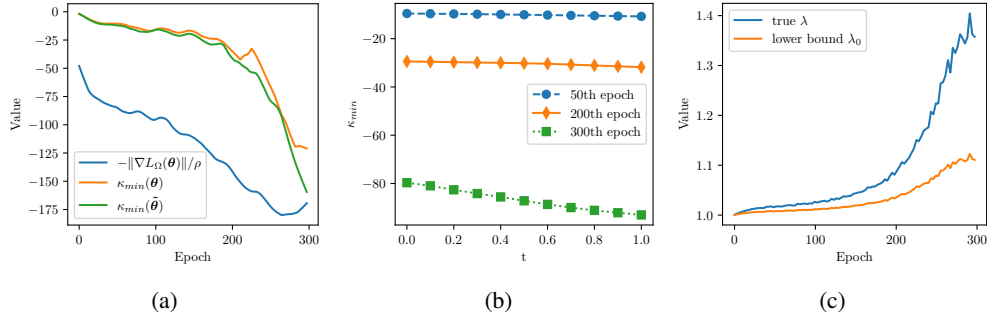 0
−25
−50
−75
−100
−125
−150
−175
0
100
200
300
Value
Epoch
−‖∇L_Ω(θ)‖/ρ
κ_min(θ)
κ_min(θ̃)
(a)
−20
−40
−60
−80
0.0
0.2
0.4
0.6
0.8
1.0
κ_min
t
50th epoch
200th epoch
300th epoch
(b)
1.4
1.3
1.2
1.1
1.0
0
100
200
300
Value
Epoch
true λ
lower bound λ₀
(c)